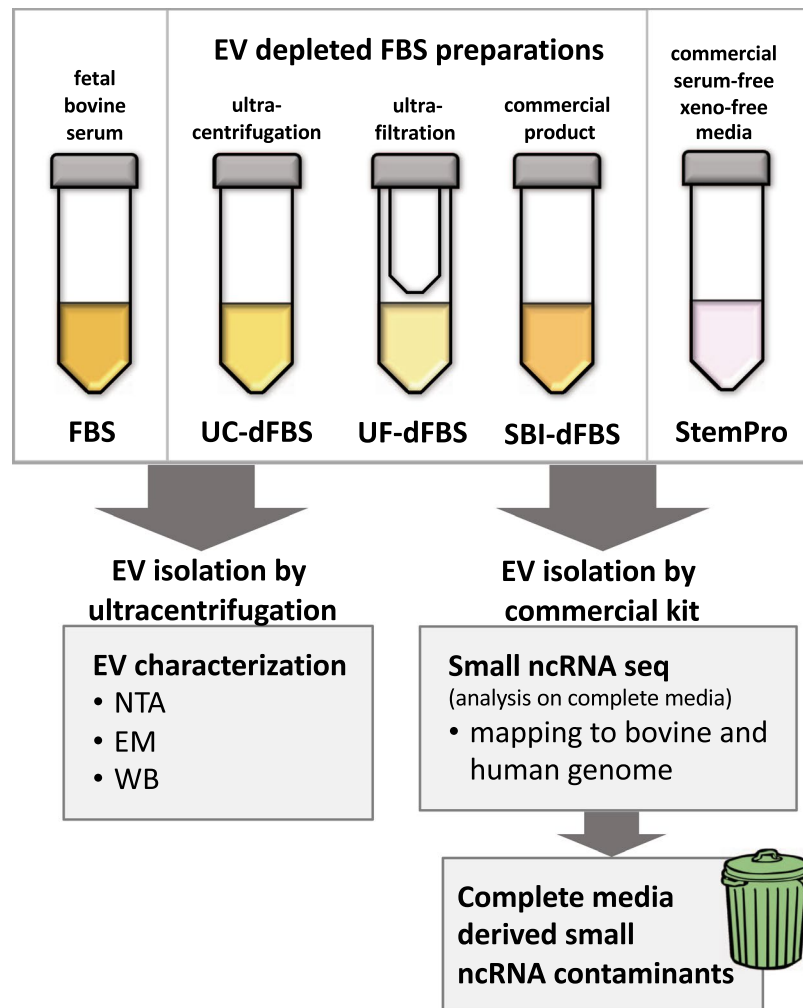 EV depleted FBS preparations
fetal
bovine
serum
ultra-
centrifugation
ultra-
filtration
commercial
product
commercial
serum-free
xeno-free
media
FBS
UC-dFBS
UF-dFBS
SBI-dFBS
StemPro
EV isolation by
ultracentrifugation
EV characterization
• NTA
• EM
• WB
EV isolation by
commercial kit
Small ncRNA seq
(analysis on complete media)
• mapping to bovine and
human genome
Complete media
derived small
ncRNA contaminants